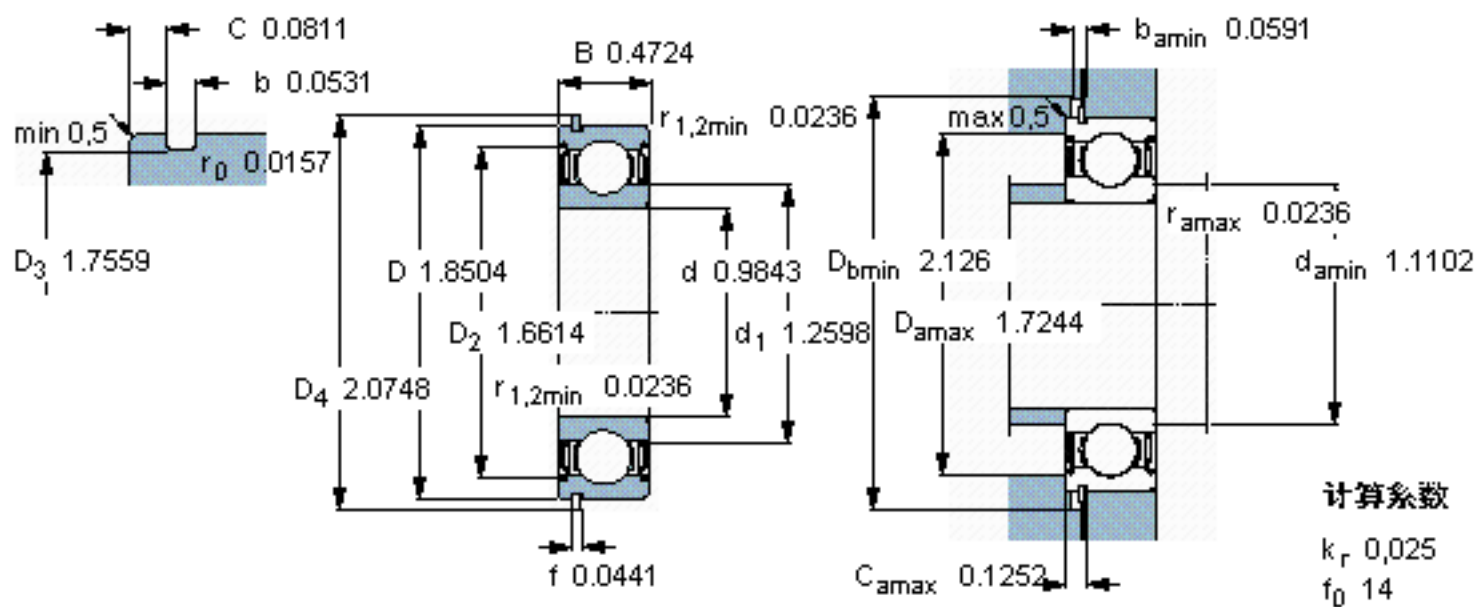 C 0.0811
b 0.0531
min 0,5
r0 0.0157
D3 1.7559
B 0.4724
r1,2min 0.0236
D 1.8504
d 0.9843
D2 1.6614
d1 1.2598
D4 2.0748
r1,2min 0.0236
f 0.0441
bamin 0.0591
max 0,5
ramax 0.0236
Dbmin 2.126
damin 1.1102
Damax 1.7244
Camax 0.1252
计算系数
kr 0,025
f0 14